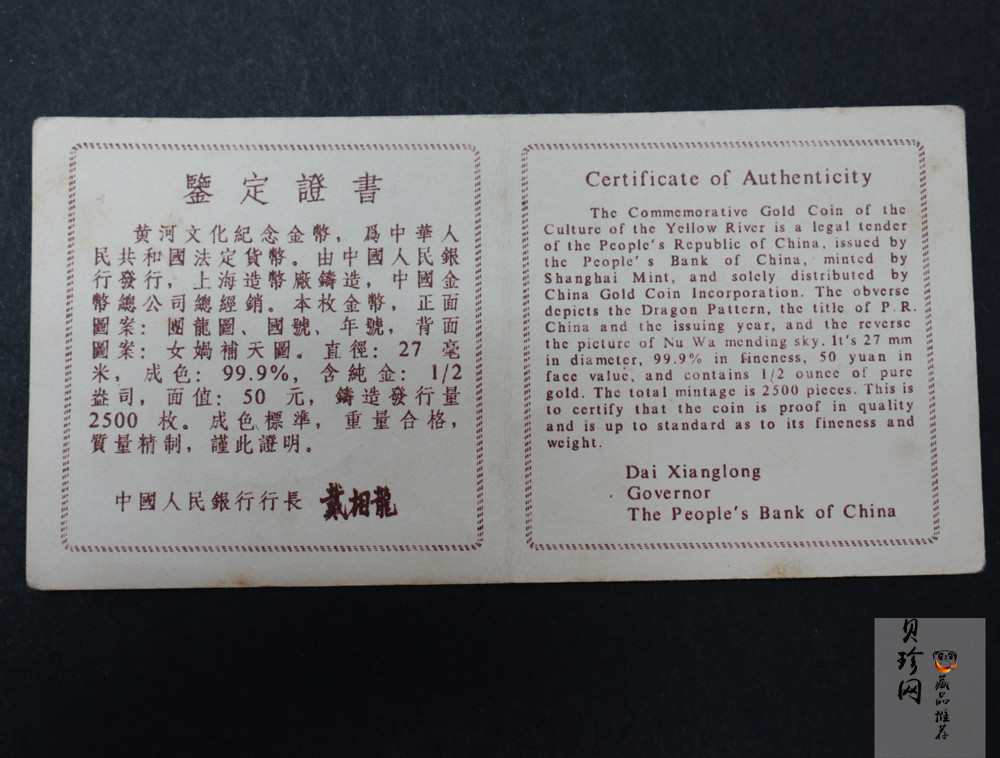 鑒定證書
黄河文化紀念金幣，爲中華人
民共和國法定貨幣。由中國人民銀
行發行，上海造幣廠鑄造，中國金
幣總公司總經銷。本枚金幣，正面
圖案：團龍圖、國號、年號，背面
圖案：女媧補天圖。直徑：27 毫
米，成色：99.9%，含純金：1/2
盎司，面值：50 元，鑄造發行量
2500 枚。成色標準，重量合格，
質量精制，謹此證明。
中國人民銀行行長 戴相龍
Certificate of Authenticity
The Commemorative Gold Coin of the
Culture of the Yellow River is a legal tender
of the People's Republic of China, issued by
the People's Bank of China, minted by
Shanghai Mint, and solely distributed by
China Gold Coin Incorporation. The obverse
depicts the Dragon Pattern, the title of P.R.
China and the issuing year, and the reverse
the picture of Nu Wa mending sky. It's 27 mm
in diameter, 99.9% in fineness, 50 yuan in
face value, and contains 1/2 ounce of pure
gold. The total mintage is 2500 pieces. This is
to certify that the coin is proof in quality
and is up to standard as to its fineness and
weight.
Dai Xianglong
Governor
The People's Bank of China
贝珍网
藏品推荐